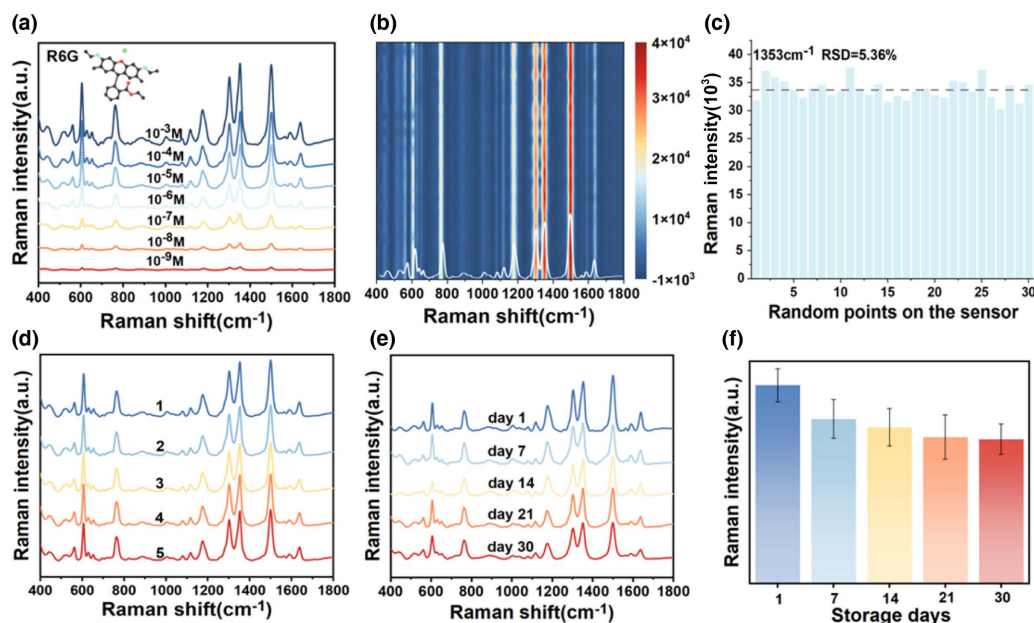 (a)
R6G
10-3M
10-4M
10-5M
10-6M
10-7M
10-8M
10-9M
Raman intensity(a.u.)
400 600 800 1000 1200 1400 1600 1800
Raman shift(cm-1)
(b)
400 600 800 1000 1200 1400 1600 1800
Raman shift(cm-1)
4×10⁴
3×10⁴
2×10⁴
1×10⁴
-1×10³
(c)
1353cm-1 RSD=5.36%
Raman intensity(10³)
40
35
30
25
20
15
10
5
0
5 10 15 20 25 30
Random points on the sensor
(d)
1
2
3
4
5
Raman intensity(a.u.)
400 600 800 1000 1200 1400 1600 1800
Raman shift(cm-1)
(e)
day 1
day 7
day 14
day 21
day 30
Raman intensity(a.u.)
400 600 800 1000 1200 1400 1600 1800
Raman shift(cm-1)
(f)
Raman intensity(a.u.)
1 7 14 21 30
Storage days